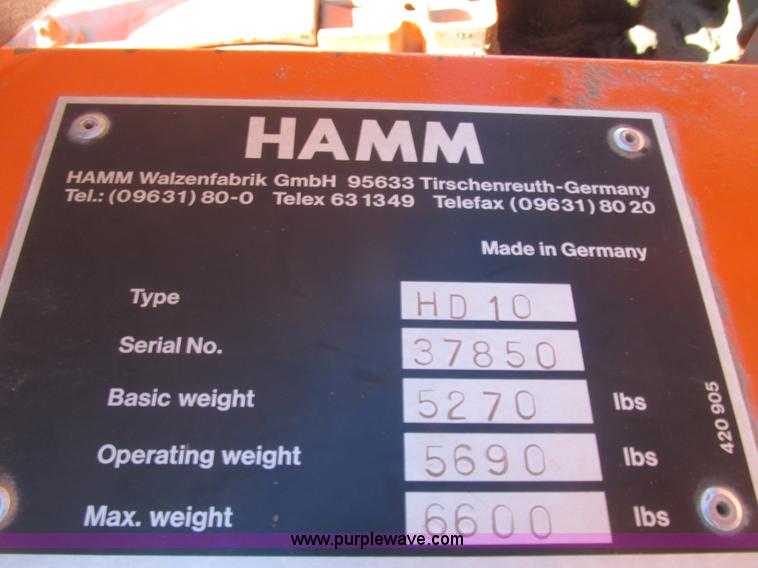 HAMM
HAMM Walzenfabrik GmbH 95633 Tirschenreuth-Germany
Tel.: (09631) 80-0 Telex 63 1349 Telefax (09631) 80 20
Made in Germany
Type HD 10
Serial No. 37850
Basic weight 5270 lbs
Operating weight 5690 lbs
Max. weight 6600 lbs
420 905
www.purplewave.com